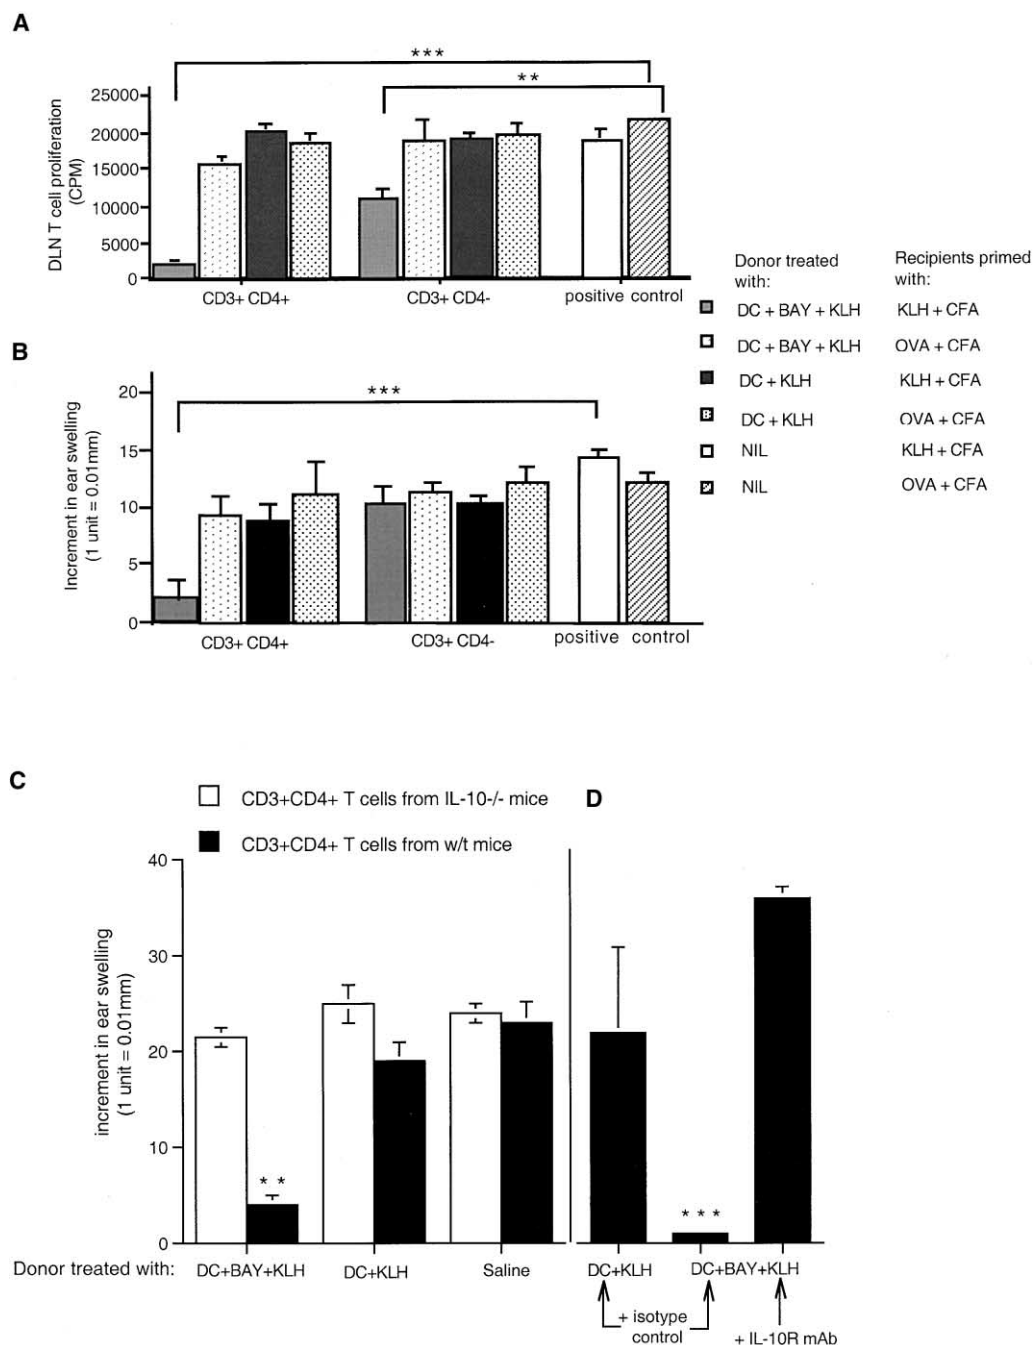 A
***
**
25000
20000
15000
10000
5000
0
DLN T cell proliferation
(CPM)
CD3+ CD4+
CD3+ CD4-
positive control
Donor treated
with:
Recipients primed
with:
DC + BAY + KLH
KLH + CFA
DC + BAY + KLH
OVA + CFA
DC + KLH
KLH + CFA
DC + KLH
OVA + CFA
NIL
KLH + CFA
NIL
OVA + CFA
B
***
20
15
10
5
0
Increment in ear swelling
(1 unit = 0.01mm)
CD3+ CD4+
CD3+ CD4-
positive control
C
CD3+CD4+ T cells from IL-10-/- mice
CD3+CD4+ T cells from w/t mice
40
30
20
10
0
increment in ear swelling
(1 unit = 0.01mm)
* *
Donor treated with:
DC+BAY+KLH
DC+KLH
Saline
D
* * *
DC+KLH
DC+BAY+KLH
+ isotype
control
+ IL-10R mAb